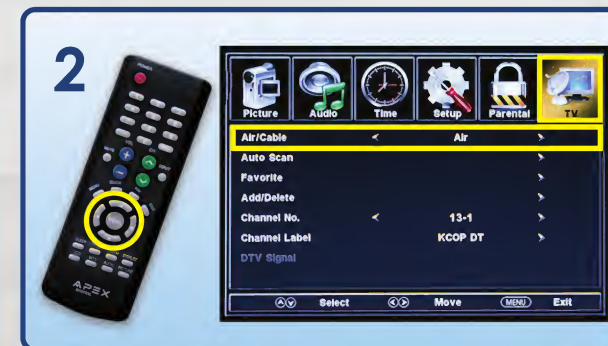 2
POWER
Picture Audio Time Setup Parental TV
Air/Cable < Air >
Auto Scan >
Favorite >
Add/Delete >
Channel No. < 13-1 >
Channel Label KCOP DT >
DTV Signal
Select Move MENU Exit
APEX